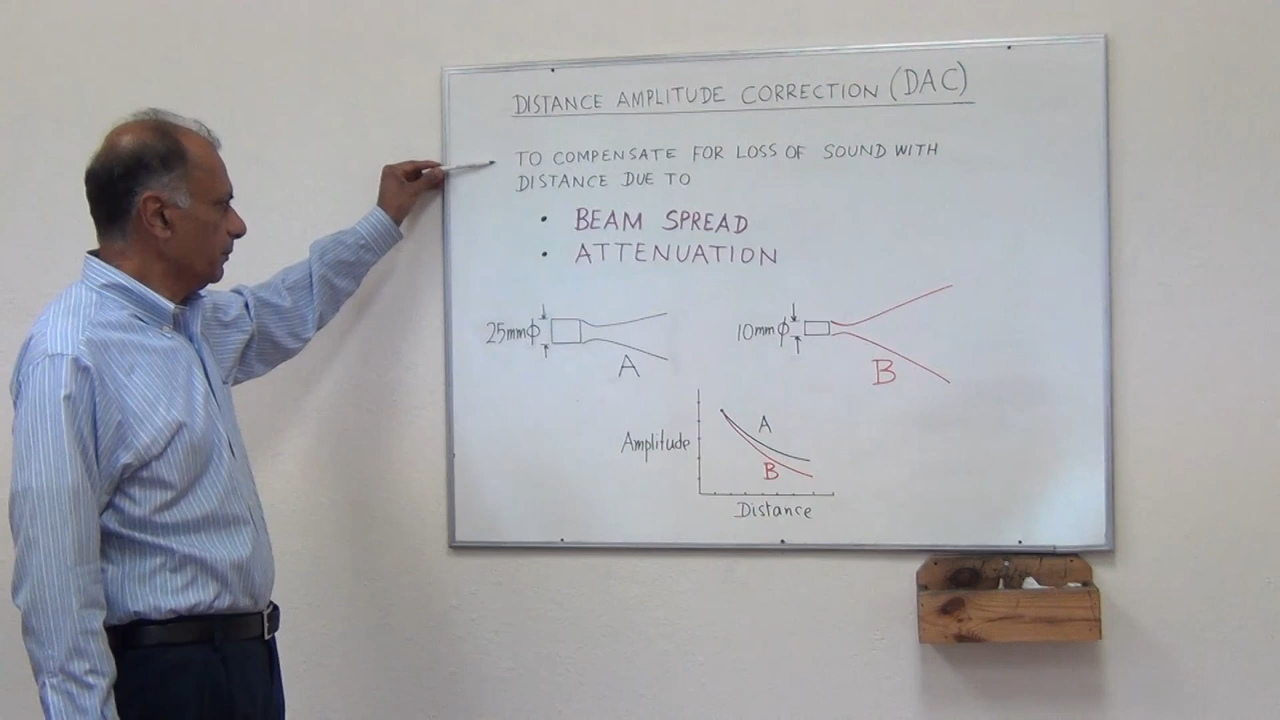 DISTANCE AMPLITUDE CORRECTION (DAC)
TO COMPENSATE FOR LOSS OF SOUND WITH
DISTANCE DUE TO
• BEAM SPREAD
• ATTENUATION
25mmϕ
A
10mmϕ
B
Amplitude
A
B
Distance